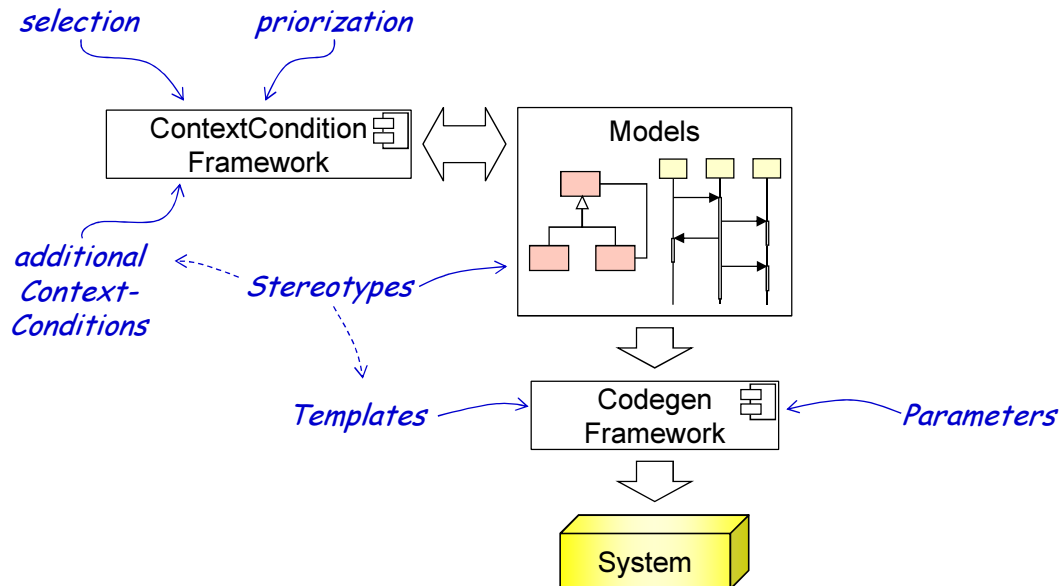 selection
priorization
ContextCondition
Framework
Models
additional
Context-
Conditions
Stereotypes
Templates
Codegen
Framework
Parameters
System